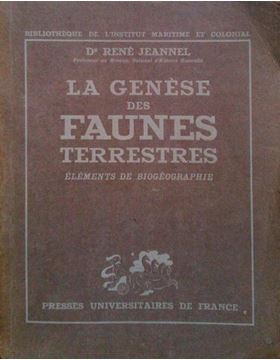 BIBLIOTHÈQUE DE L'INSTITUT MARITIME ET COLONIAL
Dr RENÉ JEANNEL
Professeur au Muséum National d'Histoire Naturelle
LA GENÈSE
DES
FAUNES
TERRESTRES
ÉLÉMENTS DE BIOGÉOGRAPHIE
PRESSES UNIVERSITAIRES DE FRANCE